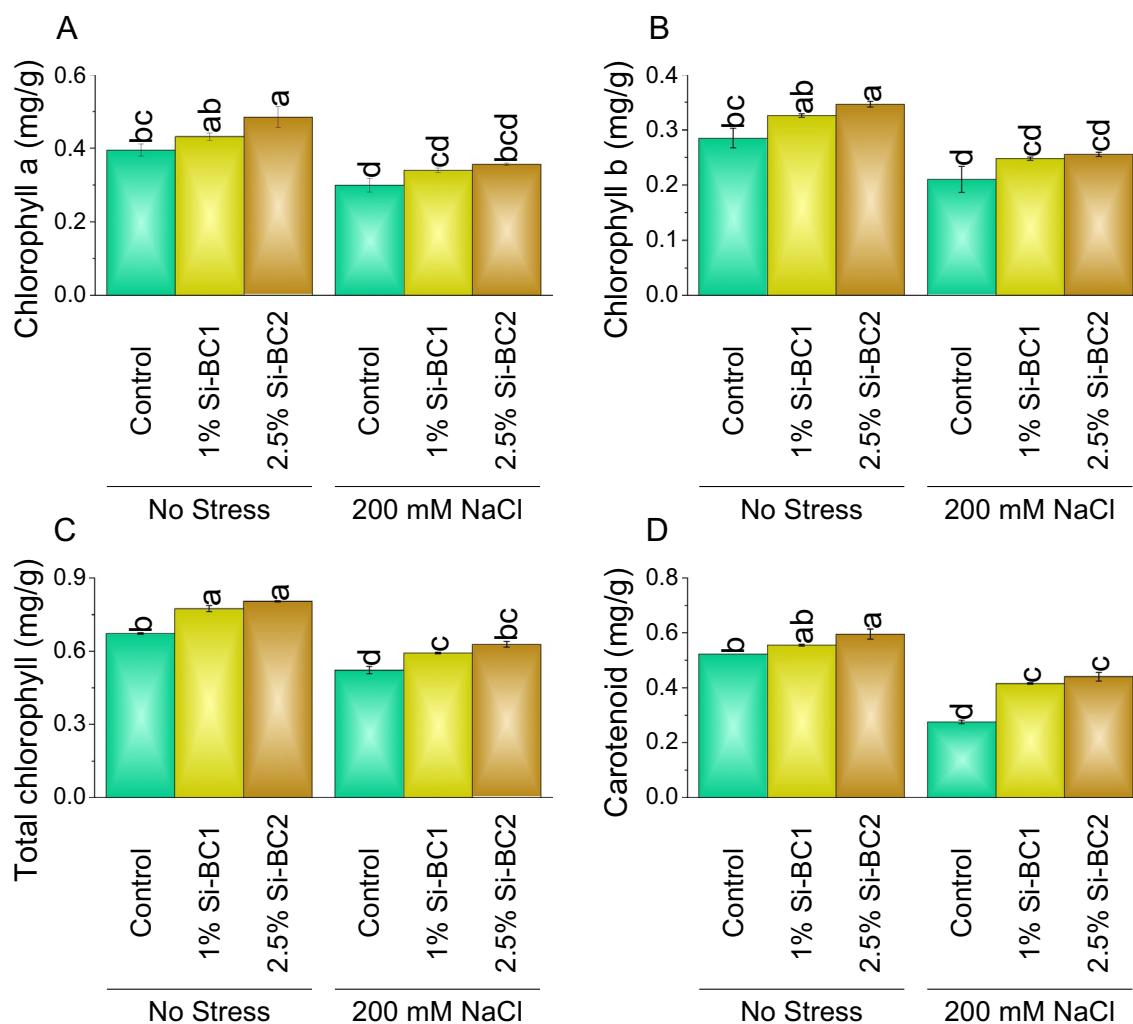 A
Chlorophyll a (mg/g)
0.6
0.4
0.2
0.0
bc
ab
a
d
cd
bcd
Control
1% Si-BC1
2.5% Si-BC2
Control
1% Si-BC1
2.5% Si-BC2
No Stress
200 mM NaCl
B
Chlorophyll b (mg/g)
0.4
0.3
0.2
0.1
0.0
bc
ab
a
d
cd
cd
Control
1% Si-BC1
2.5% Si-BC2
Control
1% Si-BC1
2.5% Si-BC2
No Stress
200 mM NaCl
C
Total chlorophyll (mg/g)
0.9
0.6
0.3
0.0
b
a
a
d
c
bc
Control
1% Si-BC1
2.5% Si-BC2
Control
1% Si-BC1
2.5% Si-BC2
No Stress
200 mM NaCl
D
Carotenoid (mg/g)
0.8
0.6
0.4
0.2
0.0
b
ab
a
d
c
c
Control
1% Si-BC1
2.5% Si-BC2
Control
1% Si-BC1
2.5% Si-BC2
No Stress
200 mM NaCl